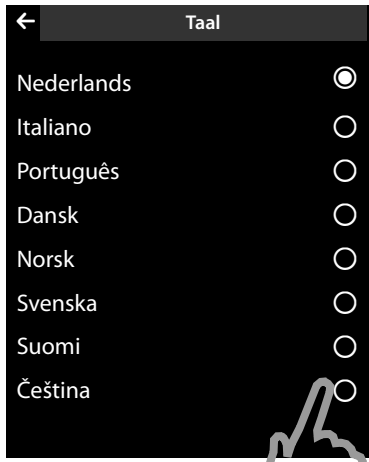 Taal
Nederlands
Italiano
Português
Dansk
Norsk
Svenska
Suomi
Čeština